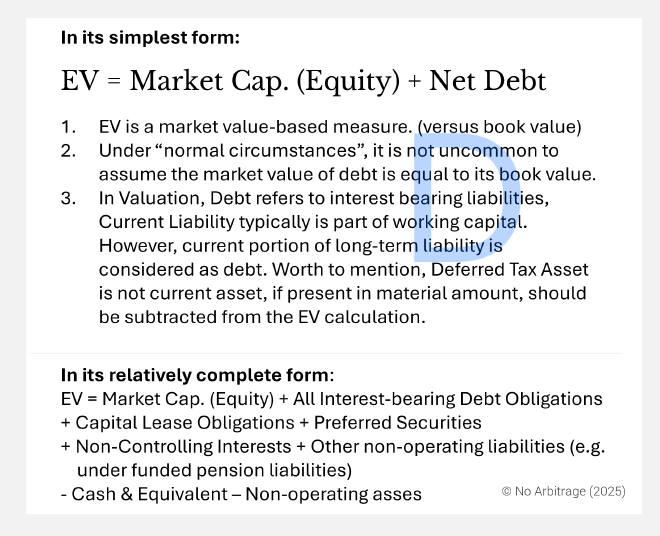 In its simplest form:
EV = Market Cap. (Equity) + Net Debt
1. EV is a market value-based measure. (versus book value)
2. Under “normal circumstances”, it is not uncommon to
assume the market value of debt is equal to its book value.
3. In Valuation, Debt refers to interest bearing liabilities,
Current Liability typically is part of working capital.
However, current portion of long-term liability is
considered as debt. Worth to mention, Deferred Tax Asset
is not current asset, if present in material amount, should
be subtracted from the EV calculation.
D
In its relatively complete form:
EV = Market Cap. (Equity) + All Interest-bearing Debt Obligations
+ Capital Lease Obligations + Preferred Securities
+ Non-Controlling Interests + Other non-operating liabilities (e.g.
under funded pension liabilities)
- Cash & Equivalent – Non-operating asses
© No Arbitrage (2025)